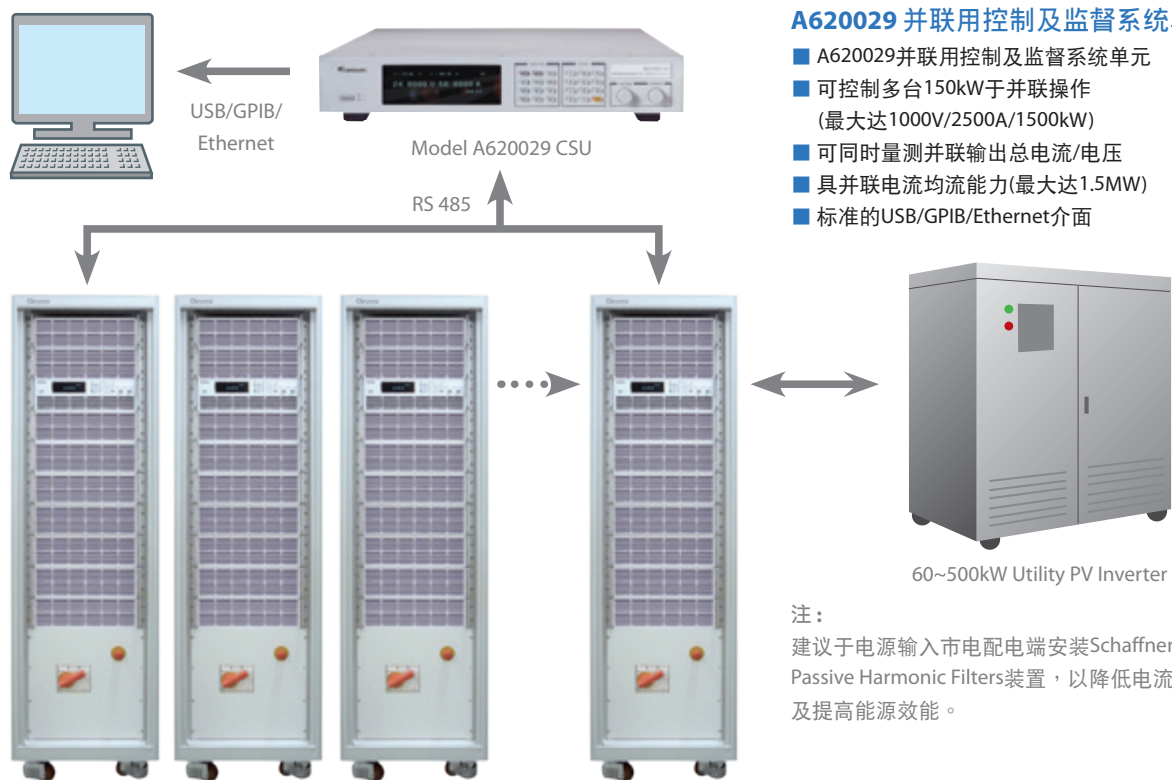 A620029 并联用控制及监督系统
A620029并联用控制及监督系统单元
可控制多台150kW于并联操作
(最大达1000V/2500A/1500kW)
可同时量测并联输出总电流/电压
具并联电流均流能力(最大达1.5MW)
标准的USB/GPIB/Ethernet介面
USB/GPIB/
Ethernet
Model A620029 CSU
RS 485
60~500kW Utility PV Inverter
注：
建议于电源输入市电配电端安装Schaffner
Passive Harmonic Filters装置，以降低电流
及提高能源效能。